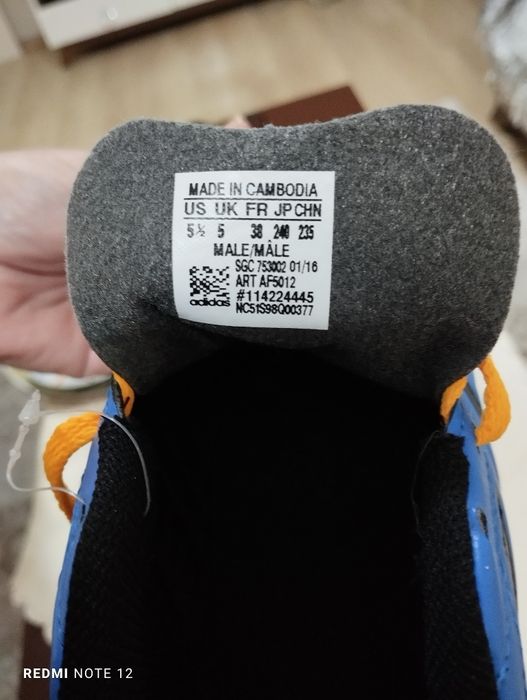 MADE IN CAMBODIA
US UK FR JP CHN
5½ 5 38 240 235
MALE/MÂLE
SGC 753002 01/16
ART AF5012
#114224445
adidas NC51S98Q00377
REDMI NOTE 12